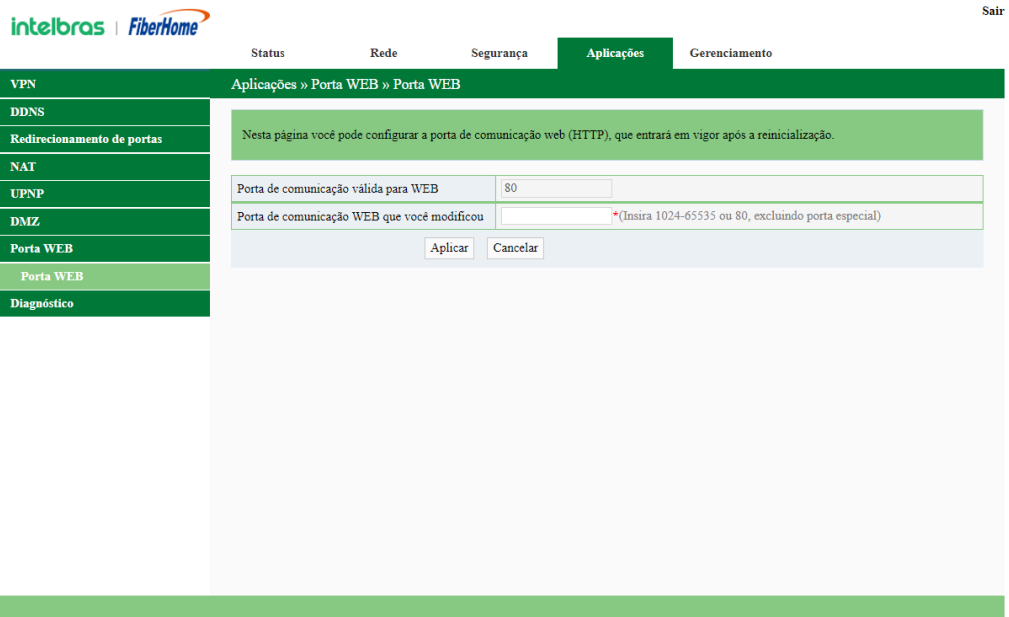 Sair
intelbras | FiberHome
Status Rede Segurança Aplicações Gerenciamento
VPN
DDNS
Redirecionamento de portas
NAT
UPNP
DMZ
Porta WEB
Porta WEB
Diagnóstico
Aplicações » Porta WEB » Porta WEB
Nesta página você pode configurar a porta de comunicação web (HTTP), que entrará em vigor após a reinicialização.
Porta de comunicação válida para WEB 80
Porta de comunicação WEB que você modificou *(Insira 1024-65535 ou 80, excluindo porta especial)
Aplicar Cancelar